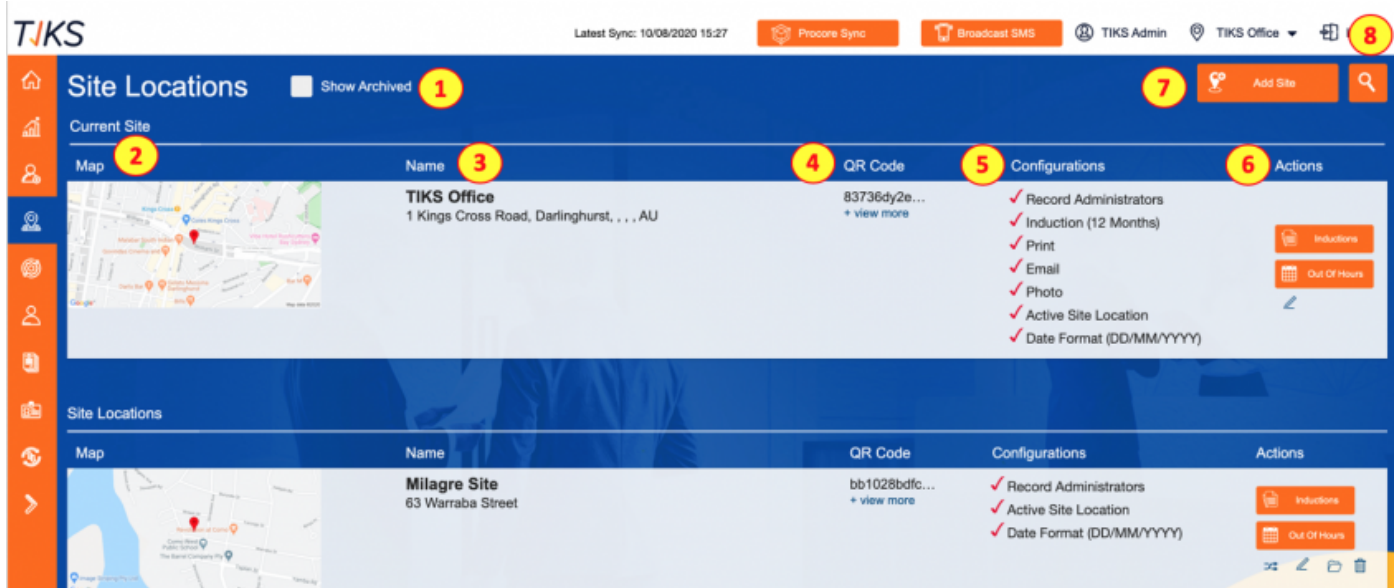 TIKS
Latest Sync: 10/08/2020 15:27
Procore Sync
Broadcast SMS
TIKS Admin
TIKS Office
8
Site Locations
Show Archived
1
7
Add Site
Current Site
2
Map
Name
3
4
QR Code
5
Configurations
6
Actions
TIKS Office
1 Kings Cross Road, Darlinghurst, , , , AU
83736dy2e...
+ view more
Record Administrators
Induction (12 Months)
Print
Email
Photo
Active Site Location
Date Format (DD/MM/YYYY)
Inductions
Out Of Hours
Google
Site Locations
Map
Name
QR Code
Configurations
Actions
Milagre Site
63 Warraba Street
bb1028bdfc...
+ view more
Record Administrators
Active Site Location
Date Format (DD/MM/YYYY)
Inductions
Out Of Hours